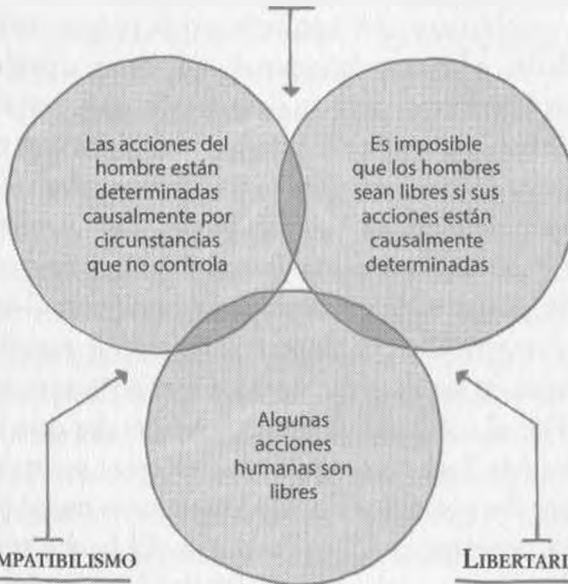 Las acciones del
hombre están
determinadas
causalmente por
circunstancias
que no controla
Es imposible
que los hombres
sean libres si sus
acciones están
causalmente
determinadas
Algunas
acciones
humanas son
libres
MPATIBILISMO
LIBERTARI